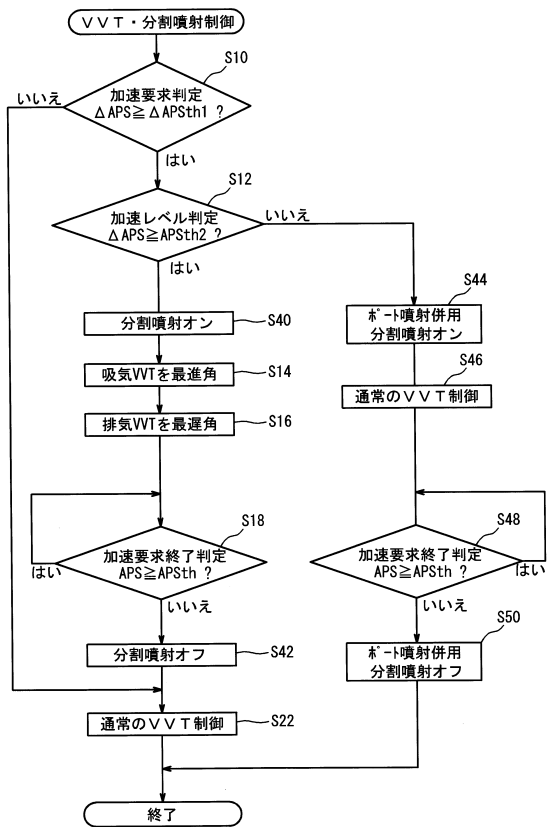 VVT・分割噴射制御
S10
いいえ
加速要求判定
ΔAPS≧ΔAPSth1 ?
はい
S12
加速レベル判定
ΔAPS≧APSth2 ?
いいえ
はい
S44
分割噴射オン
S40
ポート噴射併用
分割噴射オン
吸気VVTを最進角
S14
S46
通常のVVT制御
排気VVTを最遅角
S16
S18
加速要求終了判定
APS≧APSth ?
はい
いいえ
S48
加速要求終了判定
APS≧APSth ?
はい
いいえ
分割噴射オフ
S42
S50
ポート噴射併用
分割噴射オフ
通常のVVT制御
S22
終了